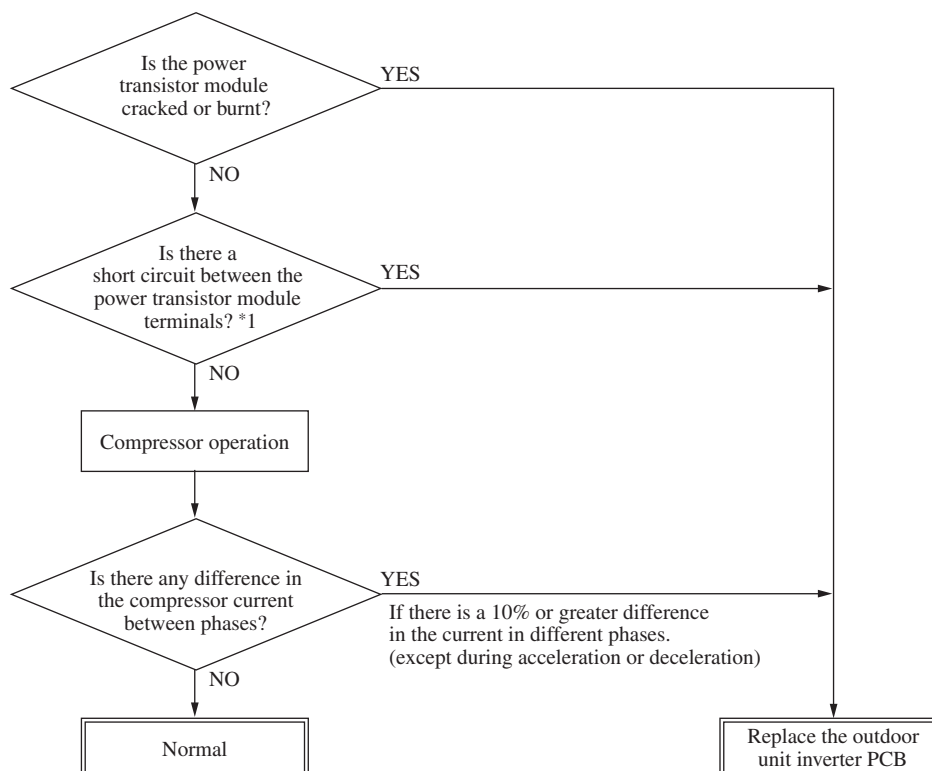 Is the power
transistor module
cracked or burnt?
YES
NO
Is there a
short circuit between the
power transistor module
terminals? *1
YES
NO
Compressor operation
Is there any difference in
the compressor current
between phases?
YES
If there is a 10% or greater difference
in the current in different phases.
(except during acceleration or deceleration)
NO
Normal
Replace the outdoor
unit inverter PCB